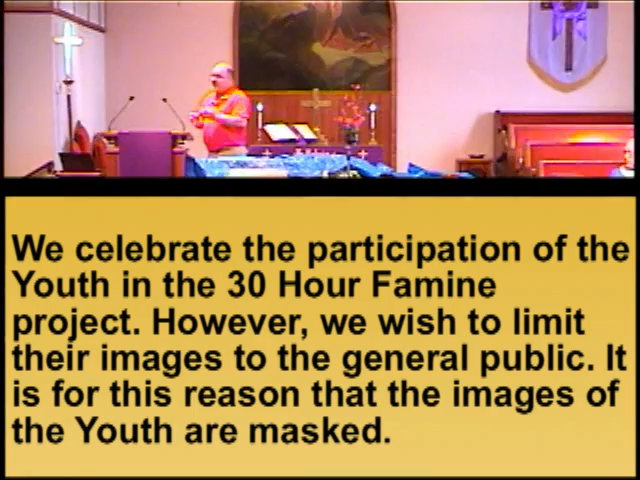 We celebrate the participation of the
Youth in the 30 Hour Famine
project. However, we wish to limit
their images to the general public. It
is for this reason that the images of
the Youth are masked.